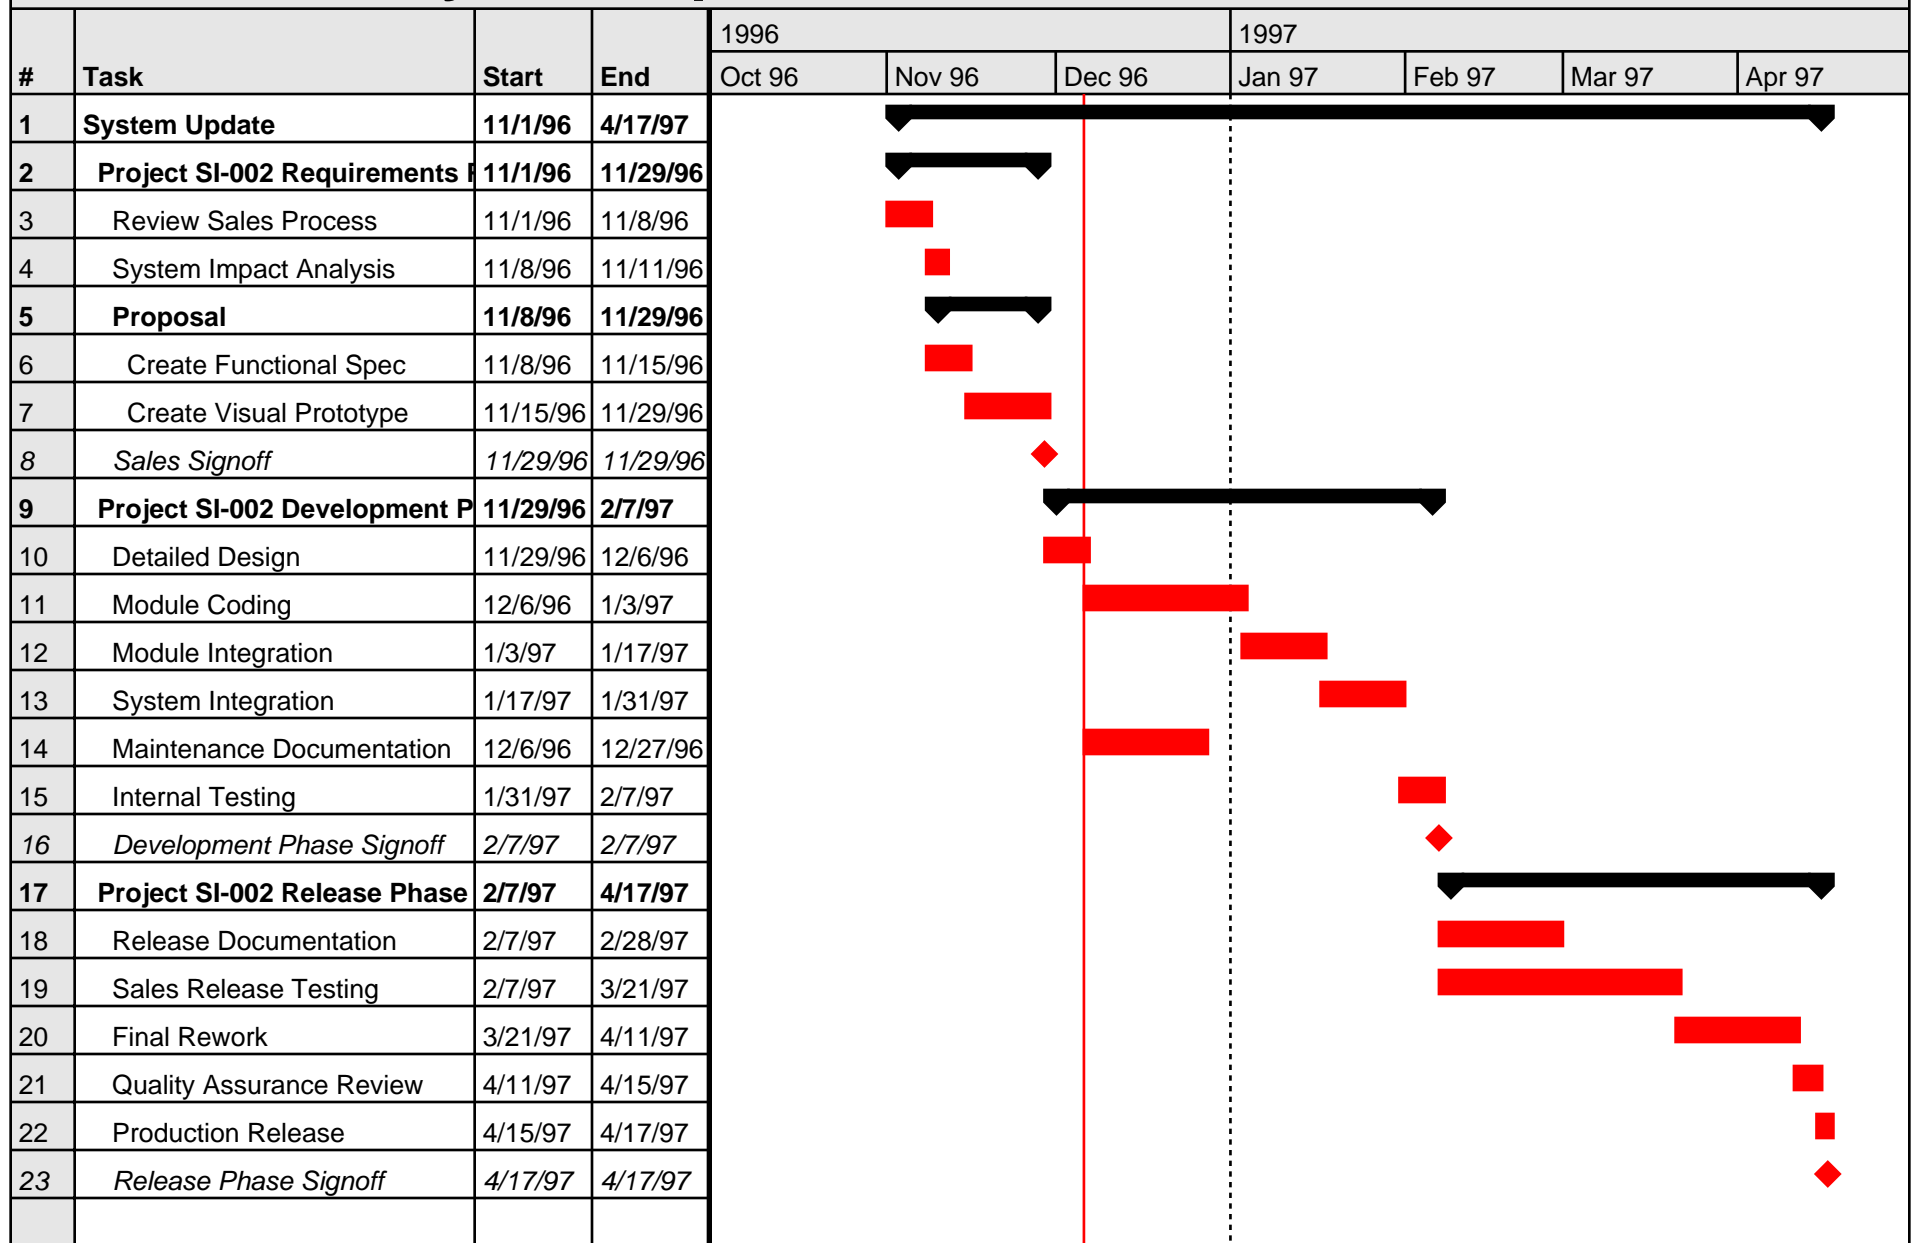 1996 1997
# Task Start End Oct 96 Nov 96 Dec 96 Jan 97 Feb 97 Mar 97 Apr 97
1 System Update 11/1/96 4/17/97
2 Project SI-002 Requirements 11/1/96 11/29/96
3 Review Sales Process 11/1/96 11/8/96
4 System Impact Analysis 11/8/96 11/11/96
5 Proposal 11/8/96 11/29/96
6 Create Functional Spec 11/8/96 11/15/96
7 Create Visual Prototype 11/15/96 11/29/96
8 Sales Signoff 11/29/96 11/29/96
9 Project SI-002 Development P 11/29/96 2/7/97
10 Detailed Design 11/29/96 12/6/96
11 Module Coding 12/6/96 1/3/97
12 Module Integration 1/3/97 1/17/97
13 System Integration 1/17/97 1/31/97
14 Maintenance Documentation 12/6/96 12/27/96
15 Internal Testing 1/31/97 2/7/97
16 Development Phase Signoff 2/7/97 2/7/97
17 Project SI-002 Release Phase 2/7/97 4/17/97
18 Release Documentation 2/7/97 2/28/97
19 Sales Release Testing 2/7/97 3/21/97
20 Final Rework 3/21/97 4/11/97
21 Quality Assurance Review 4/11/97 4/15/97
22 Production Release 4/15/97 4/17/97
23 Release Phase Signoff 4/17/97 4/17/97